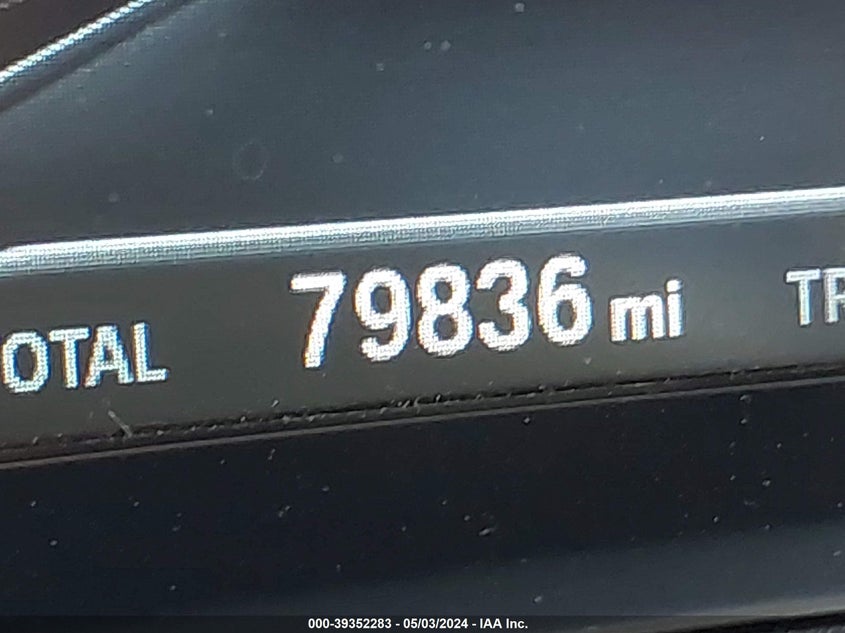 OTAL 79836 mi TR
000-39352283 - 05/03/2024 - IAA Inc.